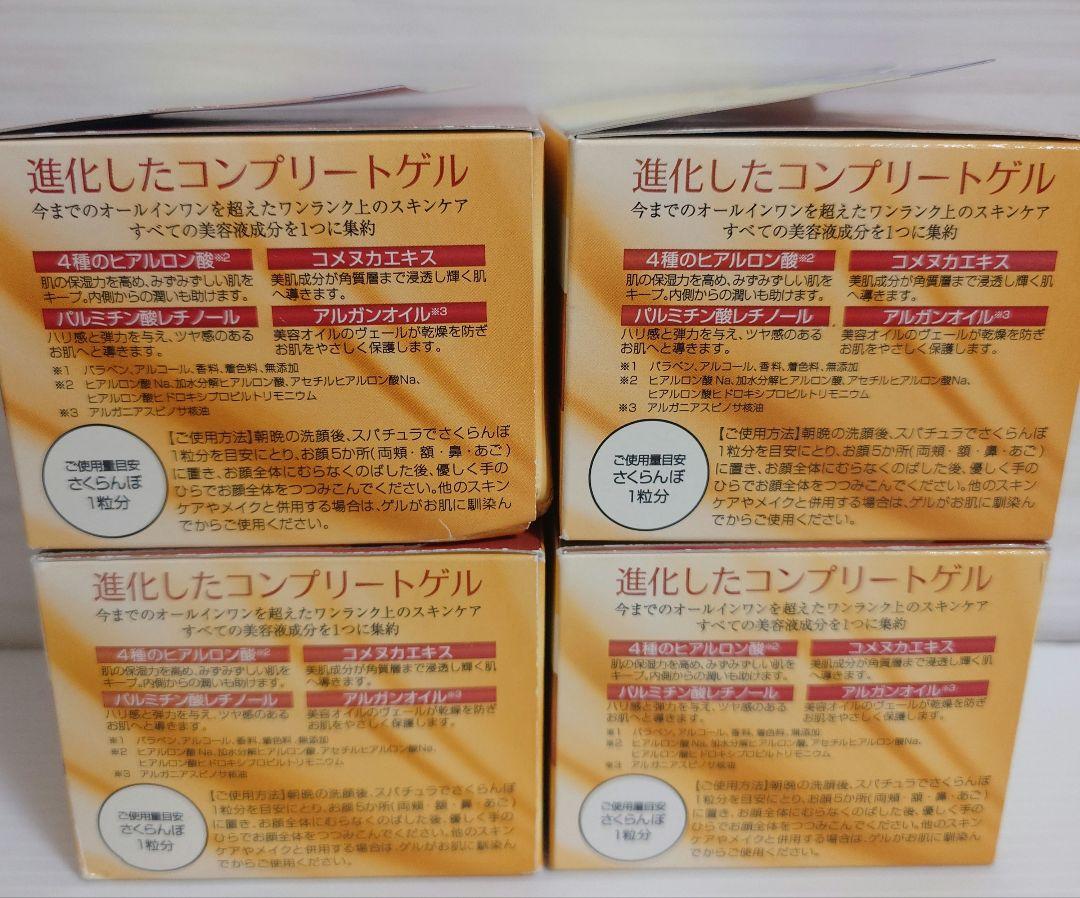 進化したコンプリートゲル
今までのオールインワンを超えたワンランク上のスキンケア
すべての美容液成分を1つに集約
4種のヒアルロン酸※2
肌の保湿力を高め、みずみずしい肌を
キープ。内側からの潤いも助けます。
コメヌカエキス
美肌成分が角質層まで浸透し輝く肌
へ導きます。
パルミチン酸レチノール
ハリ感と弾力を与え、ツヤ感のある
お肌へと導きます。
アルガンオイル※3
美容オイルのヴェールが乾燥を防ぎ
お肌をやさしく保護します。
※1 パラベン、アルコール、香料、着色料、無添加
※2 ヒアルロン酸Na、加水分解ヒアルロン酸、アセチルヒアルロン酸Na、
ヒアルロン酸ヒドロキシプロピルトリモニウム
※3 アルガニアスピノサ核油
ご使用量目安
さくらんぼ
1粒分
【ご使用方法】朝晩の洗顔後、スパチュラでさくらんぼ
1粒分を目安にとり、お顔5か所(両頬・額・鼻・あご)
に置き、お顔全体にむらなくのばした後、優しく手の
ひらでお顔全体をつつみこんでください。他のスキン
ケアやメイクと併用する場合は、ゲルがお肌に馴染ん
でからご使用ください。
進化したコンプリートゲル
今までのオールインワンを超えたワンランク上のスキンケア
すべての美容液成分を1つに集約
4種のヒアルロン酸※2
肌の保湿力を高め、みずみずしい肌を
キープ。内側からの潤いも助けます。
コメヌカエキス
美肌成分が角質層まで浸透し輝く肌
へ導きます。
パルミチン酸レチノール
ハリ感と弾力を与え、ツヤ感のある
お肌へと導きます。
アルガンオイル※3
美容オイルのヴェールが乾燥を防ぎ
お肌をやさしく保護します。
※1 パラベン、アルコール、香料、着色料、無添加
※2 ヒアルロン酸Na、加水分解ヒアルロン酸、アセチルヒアルロン酸Na、
ヒアルロン酸ヒドロキシプロピルトリモニウム
※3 アルガニアスピノサ核油
ご使用量目安
さくらんぼ
1粒分
【ご使用方法】朝晩の洗顔後、スパチュラでさくらんぼ
1粒分を目安にとり、お顔5か所(両頬・額・鼻・あご)
に置き、お顔全体にむらなくのばした後、優しく手の
ひらでお顔全体をつつみこんでください。他のスキン
ケアやメイクと併用する場合は、ゲルがお肌に馴染ん
でからご使用ください。
進化したコンプリートゲル
今までのオールインワンを超えたワンランク上のスキンケア
すべての美容液成分を1つに集約
4種のヒアルロン酸※2
肌の保湿力を高め、みずみずしい肌を
キープ。内側からの潤いも助けます。
コメヌカエキス
美肌成分が角質層まで浸透し輝く肌
へ導きます。
パルミチン酸レチノール
ハリ感と弾力を与え、ツヤ感のある
お肌へと導きます。
アルガンオイル※3
美容オイルのヴェールが乾燥を防ぎ
お肌をやさしく保護します。
※1 パラベン、アルコール、香料、着色料、無添加
※2 ヒアルロン酸Na、加水分解ヒアルロン酸、アセチルヒアルロン酸Na、
ヒアルロン酸ヒドロキシプロピルトリモニウム
※3 アルガニアスピノサ核油
ご使用量目安
さくらんぼ
1粒分
【ご使用方法】朝晩の洗顔後、スパチュラでさくらんぼ
1粒分を目安にとり、お顔5か所(両頬・額・鼻・あご)
に置き、お顔全体にむらなくのばした後、優しく手の
ひらでお顔全体をつつみこんでください。他のスキン
ケアやメイクと併用する場合は、ゲルがお肌に馴染ん
でからご使用ください。
進化したコンプリートゲル
今までのオールインワンを超えたワンランク上のスキンケア
すべての美容液成分を1つに集約
4種のヒアルロン酸※2
肌の保湿力を高め、みずみずしい肌を
キープ。内側からの潤いも助けます。
コメヌカエキス
美肌成分が角質層まで浸透し輝く肌
へ導きます。
パルミチン酸レチノール
ハリ感と弾力を与え、ツヤ感のある
お肌へと導きます。
アルガンオイル※3
美容オイルのヴェールが乾燥を防ぎ
お肌をやさしく保護します。
※1 パラベン、アルコール、香料、着色料、無添加
※2 ヒアルロン酸Na、加水分解ヒアルロン酸、アセチルヒアルロン酸Na、
ヒアルロン酸ヒドロキシプロピルトリモニウム
※3 アルガニアスピノサ核油
ご使用量目安
さくらんぼ
1粒分
【ご使用方法】朝晩の洗顔後、スパチュラでさくらんぼ
1粒分を目安にとり、お顔5か所(両頬・額・鼻・あご)
に置き、お顔全体にむらなくのばした後、優しく手の
ひらでお顔全体をつつみこんでください。他のスキン
ケアやメイクと併用する場合は、ゲルがお肌に馴染ん
でからご使用ください。